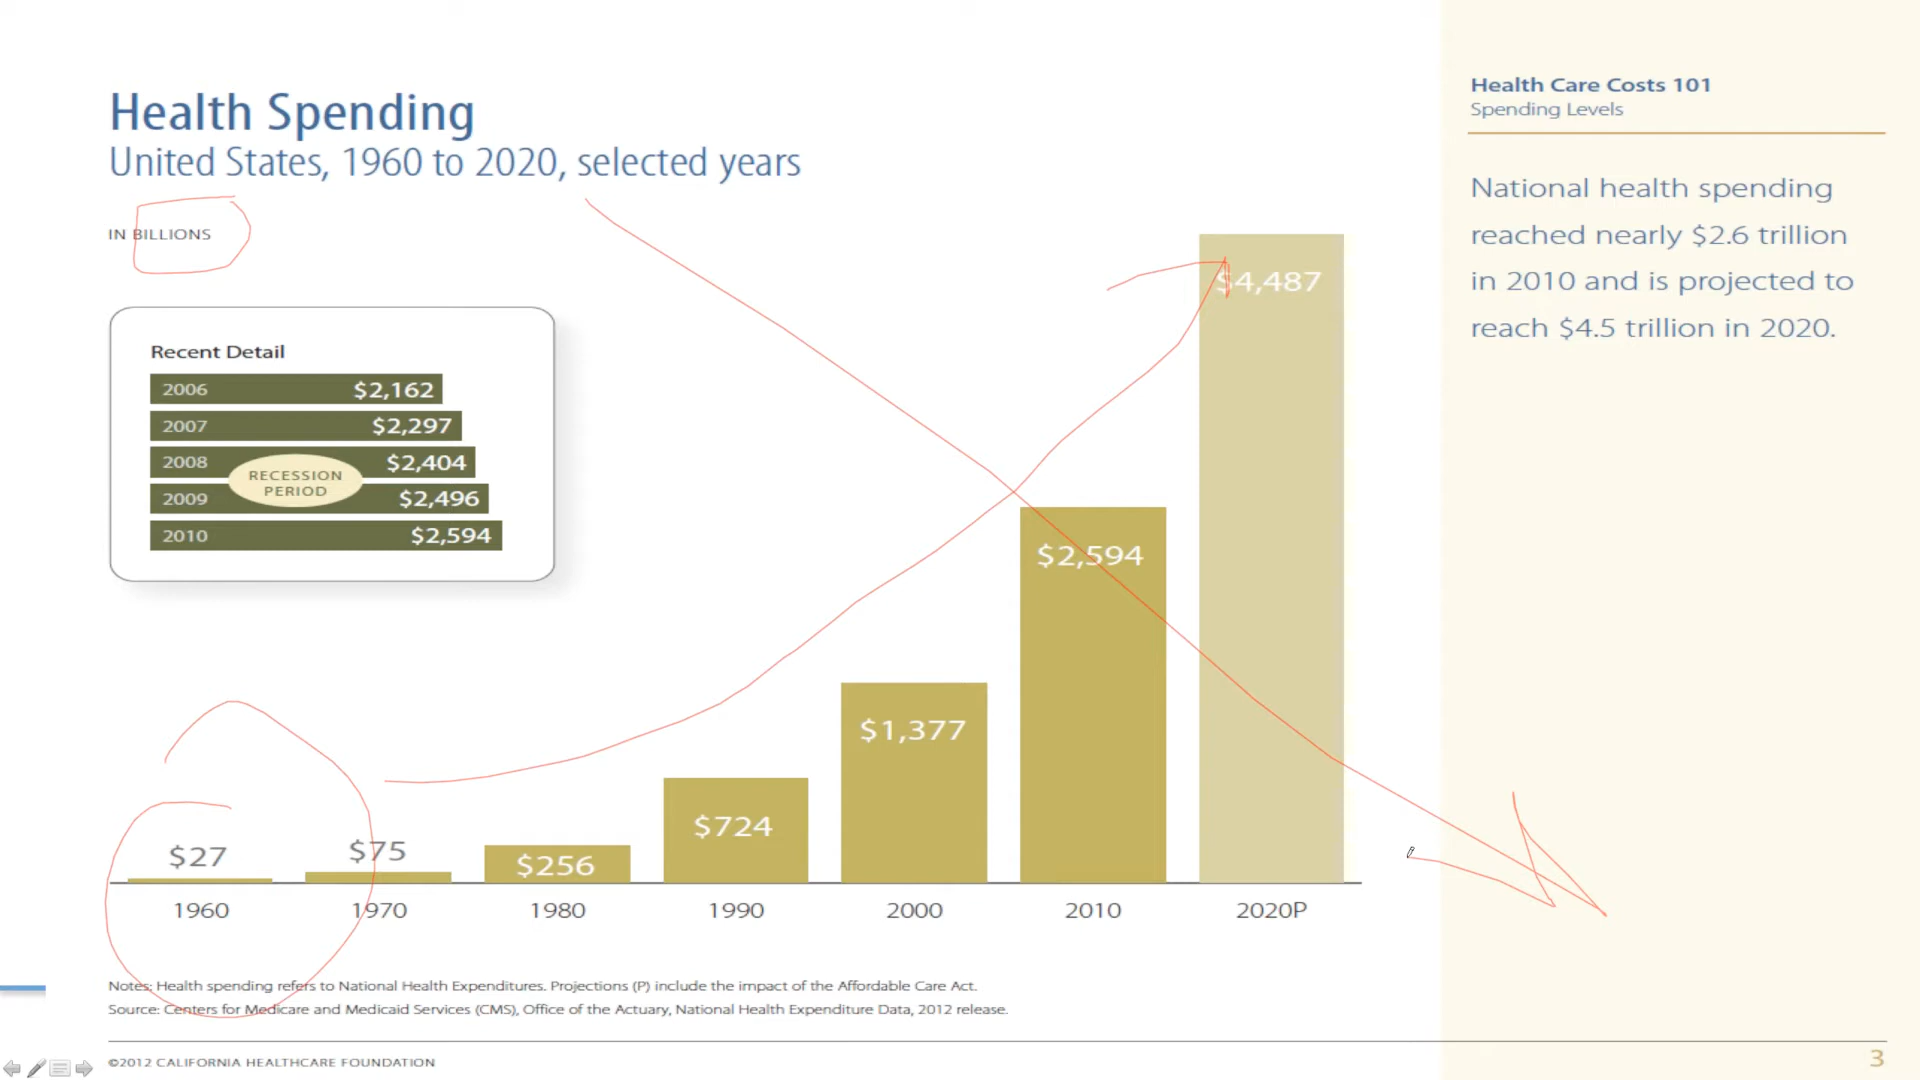 Health Spending
United States, 1960 to 2020, selected years
IN BILLIONS
Recent Detail
2006 $2,162
2007 $2,297
2008 $2,404
RECESSION
PERIOD
2009 $2,496
2010 $2,594
$27
$75
$256
$724
$1,377
$2,594
$4,487
1960 1970 1980 1990 2000 2010 2020P
Notes: Health spending refers to National Health Expenditures. Projections (P) include the impact of the Affordable Care Act.
Source: Centers for Medicare and Medicaid Services (CMS), Office of the Actuary, National Health Expenditure Data, 2012 release.
©2012 CALIFORNIA HEALTHCARE FOUNDATION
Health Care Costs 101
Spending Levels
National health spending
reached nearly $2.6 trillion
in 2010 and is projected to
reach $4.5 trillion in 2020.
3